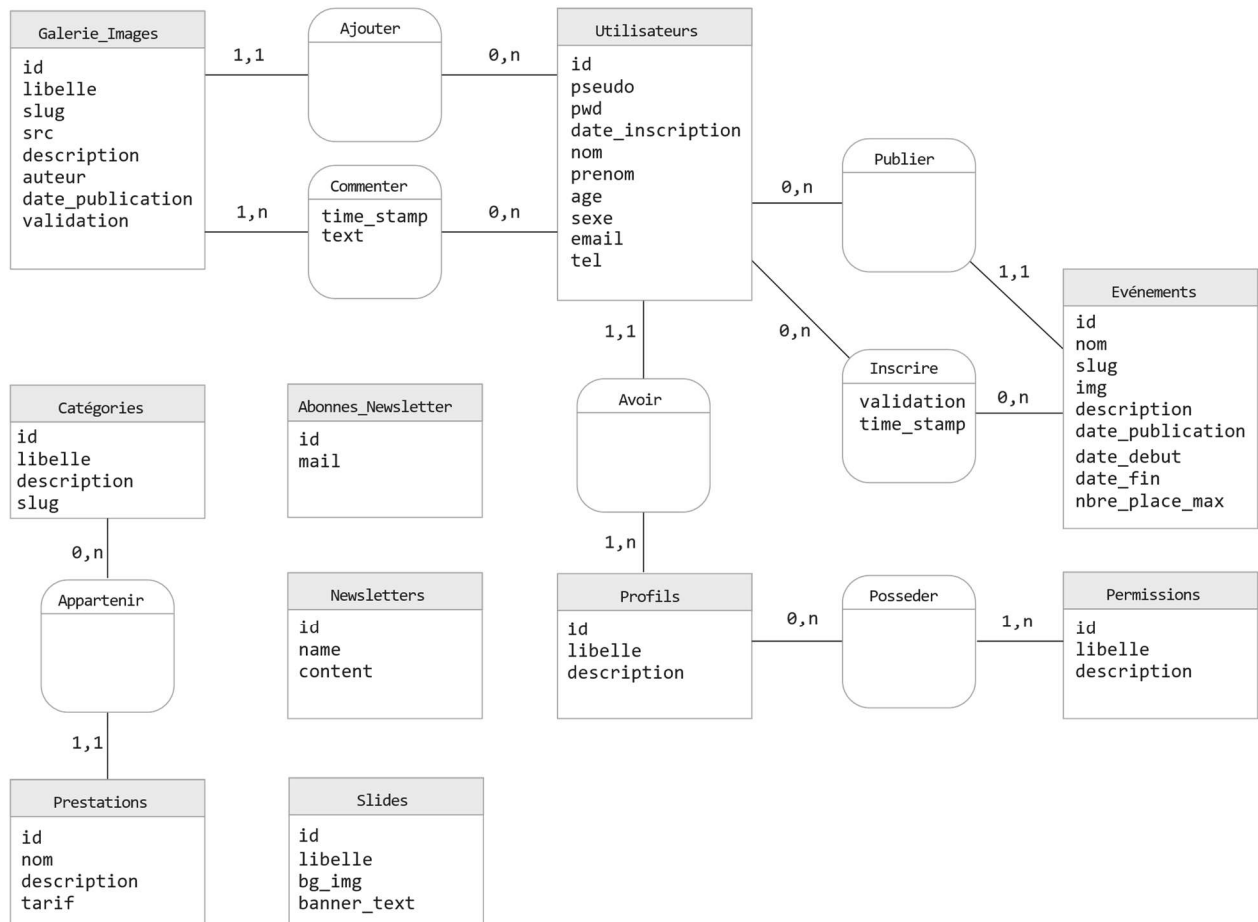 Galerie_Images
id
libelle
slug
src
description
auteur
date_publication
validation
1,1
Ajouter
0,n
1,n
Commenter
time_stamp
text
0,n
Utilisateurs
id
pseudo
pwd
date_inscription
nom
prenom
age
sexe
email
tel
0,n
Publier
1,1
0,n
Inscrire
validation
time_stamp
0,n
Evénements
id
nom
slug
img
description
date_publication
date_debut
date_fin
nbre_place_max
1,1
Avoir
1,n
Catégories
id
libelle
description
slug
0,n
Appartenir
1,1
Prestations
id
nom
description
tarif
Abonnes_Newsletter
id
mail
Newsletters
id
name
content
Slides
id
libelle
bg_img
banner_text
Profils
id
libelle
description
0,n
Posseder
1,n
Permissions
id
libelle
description